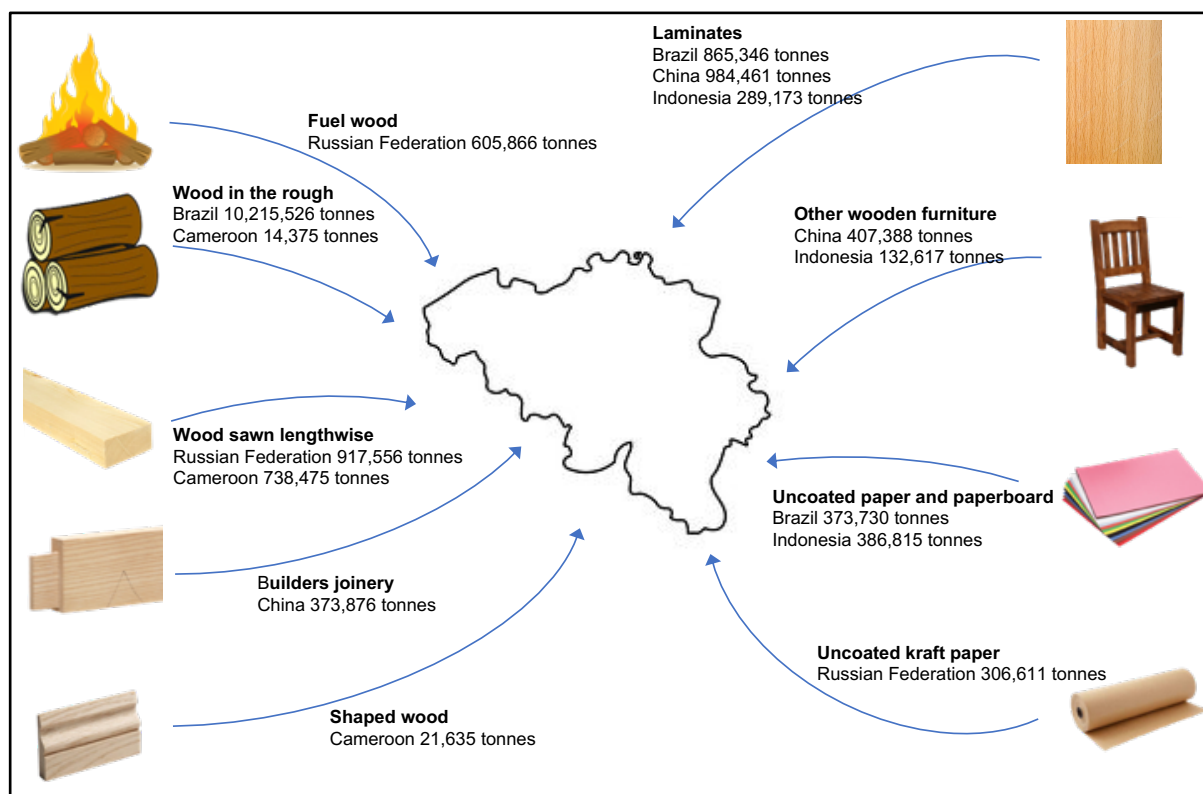 Laminates
Brazil 865,346 tonnes
China 984,461 tonnes
Indonesia 289,173 tonnes
Fuel wood
Russian Federation 605,866 tonnes
Wood in the rough
Brazil 10,215,526 tonnes
Cameroon 14,375 tonnes
Other wooden furniture
China 407,388 tonnes
Indonesia 132,617 tonnes
Wood sawn lengthwise
Russian Federation 917,556 tonnes
Cameroon 738,475 tonnes
Uncoated paper and paperboard
Brazil 373,730 tonnes
Indonesia 386,815 tonnes
Builders joinery
China 373,876 tonnes
Uncoated kraft paper
Russian Federation 306,611 tonnes
Shaped wood
Cameroon 21,635 tonnes